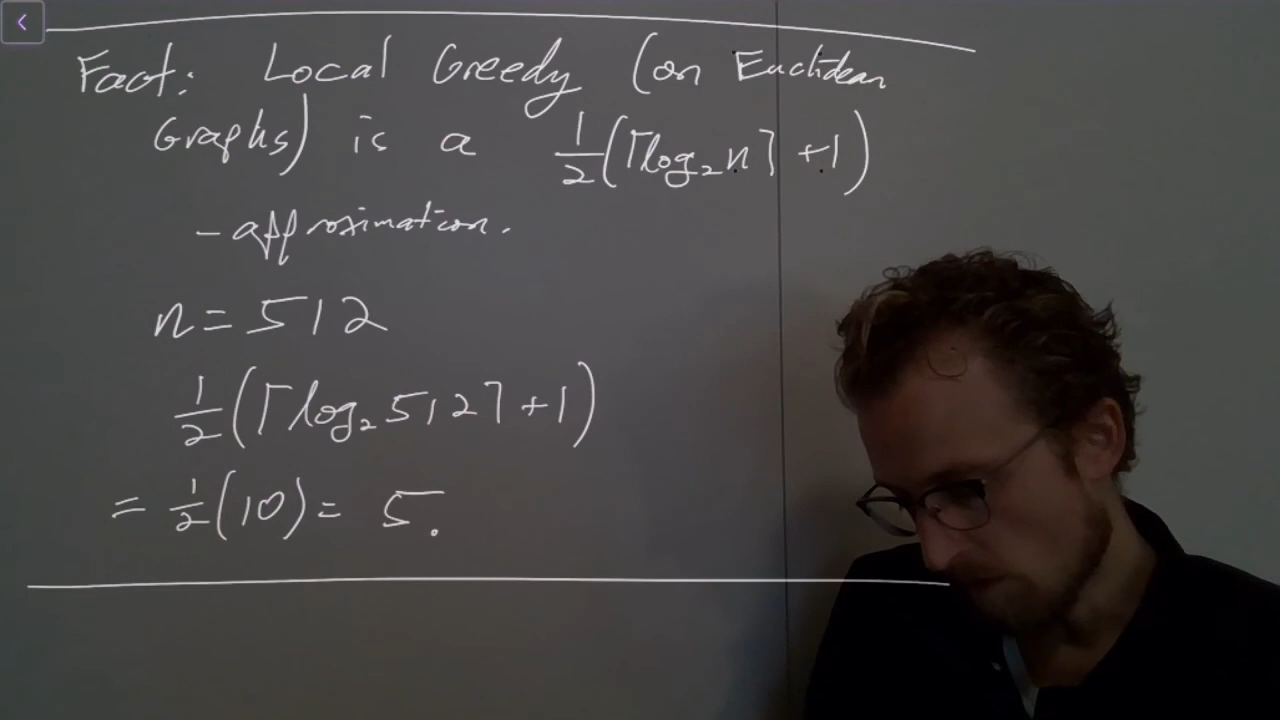 Fact: Local Greedy (on Euclidean
Graphs) is a 1/2(⌈log₂n⌉ + 1)
- approximation.
n = 512
1/2(⌈log₂512⌉ + 1)
= 1/2(10) = 5.